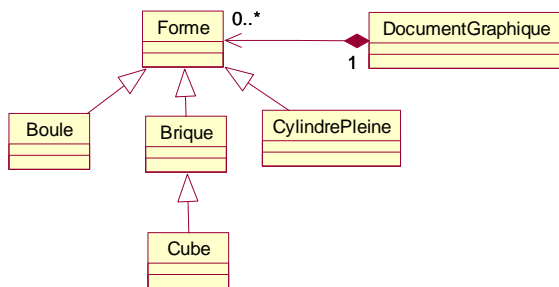 Forme
0..*
DocumentGraphique
1
Boule
Brique
CylindrePleine
Cube